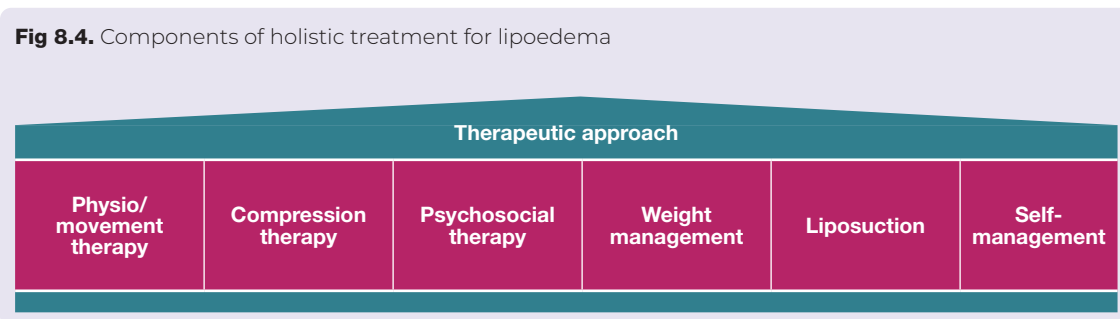 Fig 8.4. Components of holistic treatment for lipoedema
Therapeutic approach
Physio/
movement
therapy
Compression
therapy
Psychosocial
therapy
Weight
management
Liposuction
Self-
management